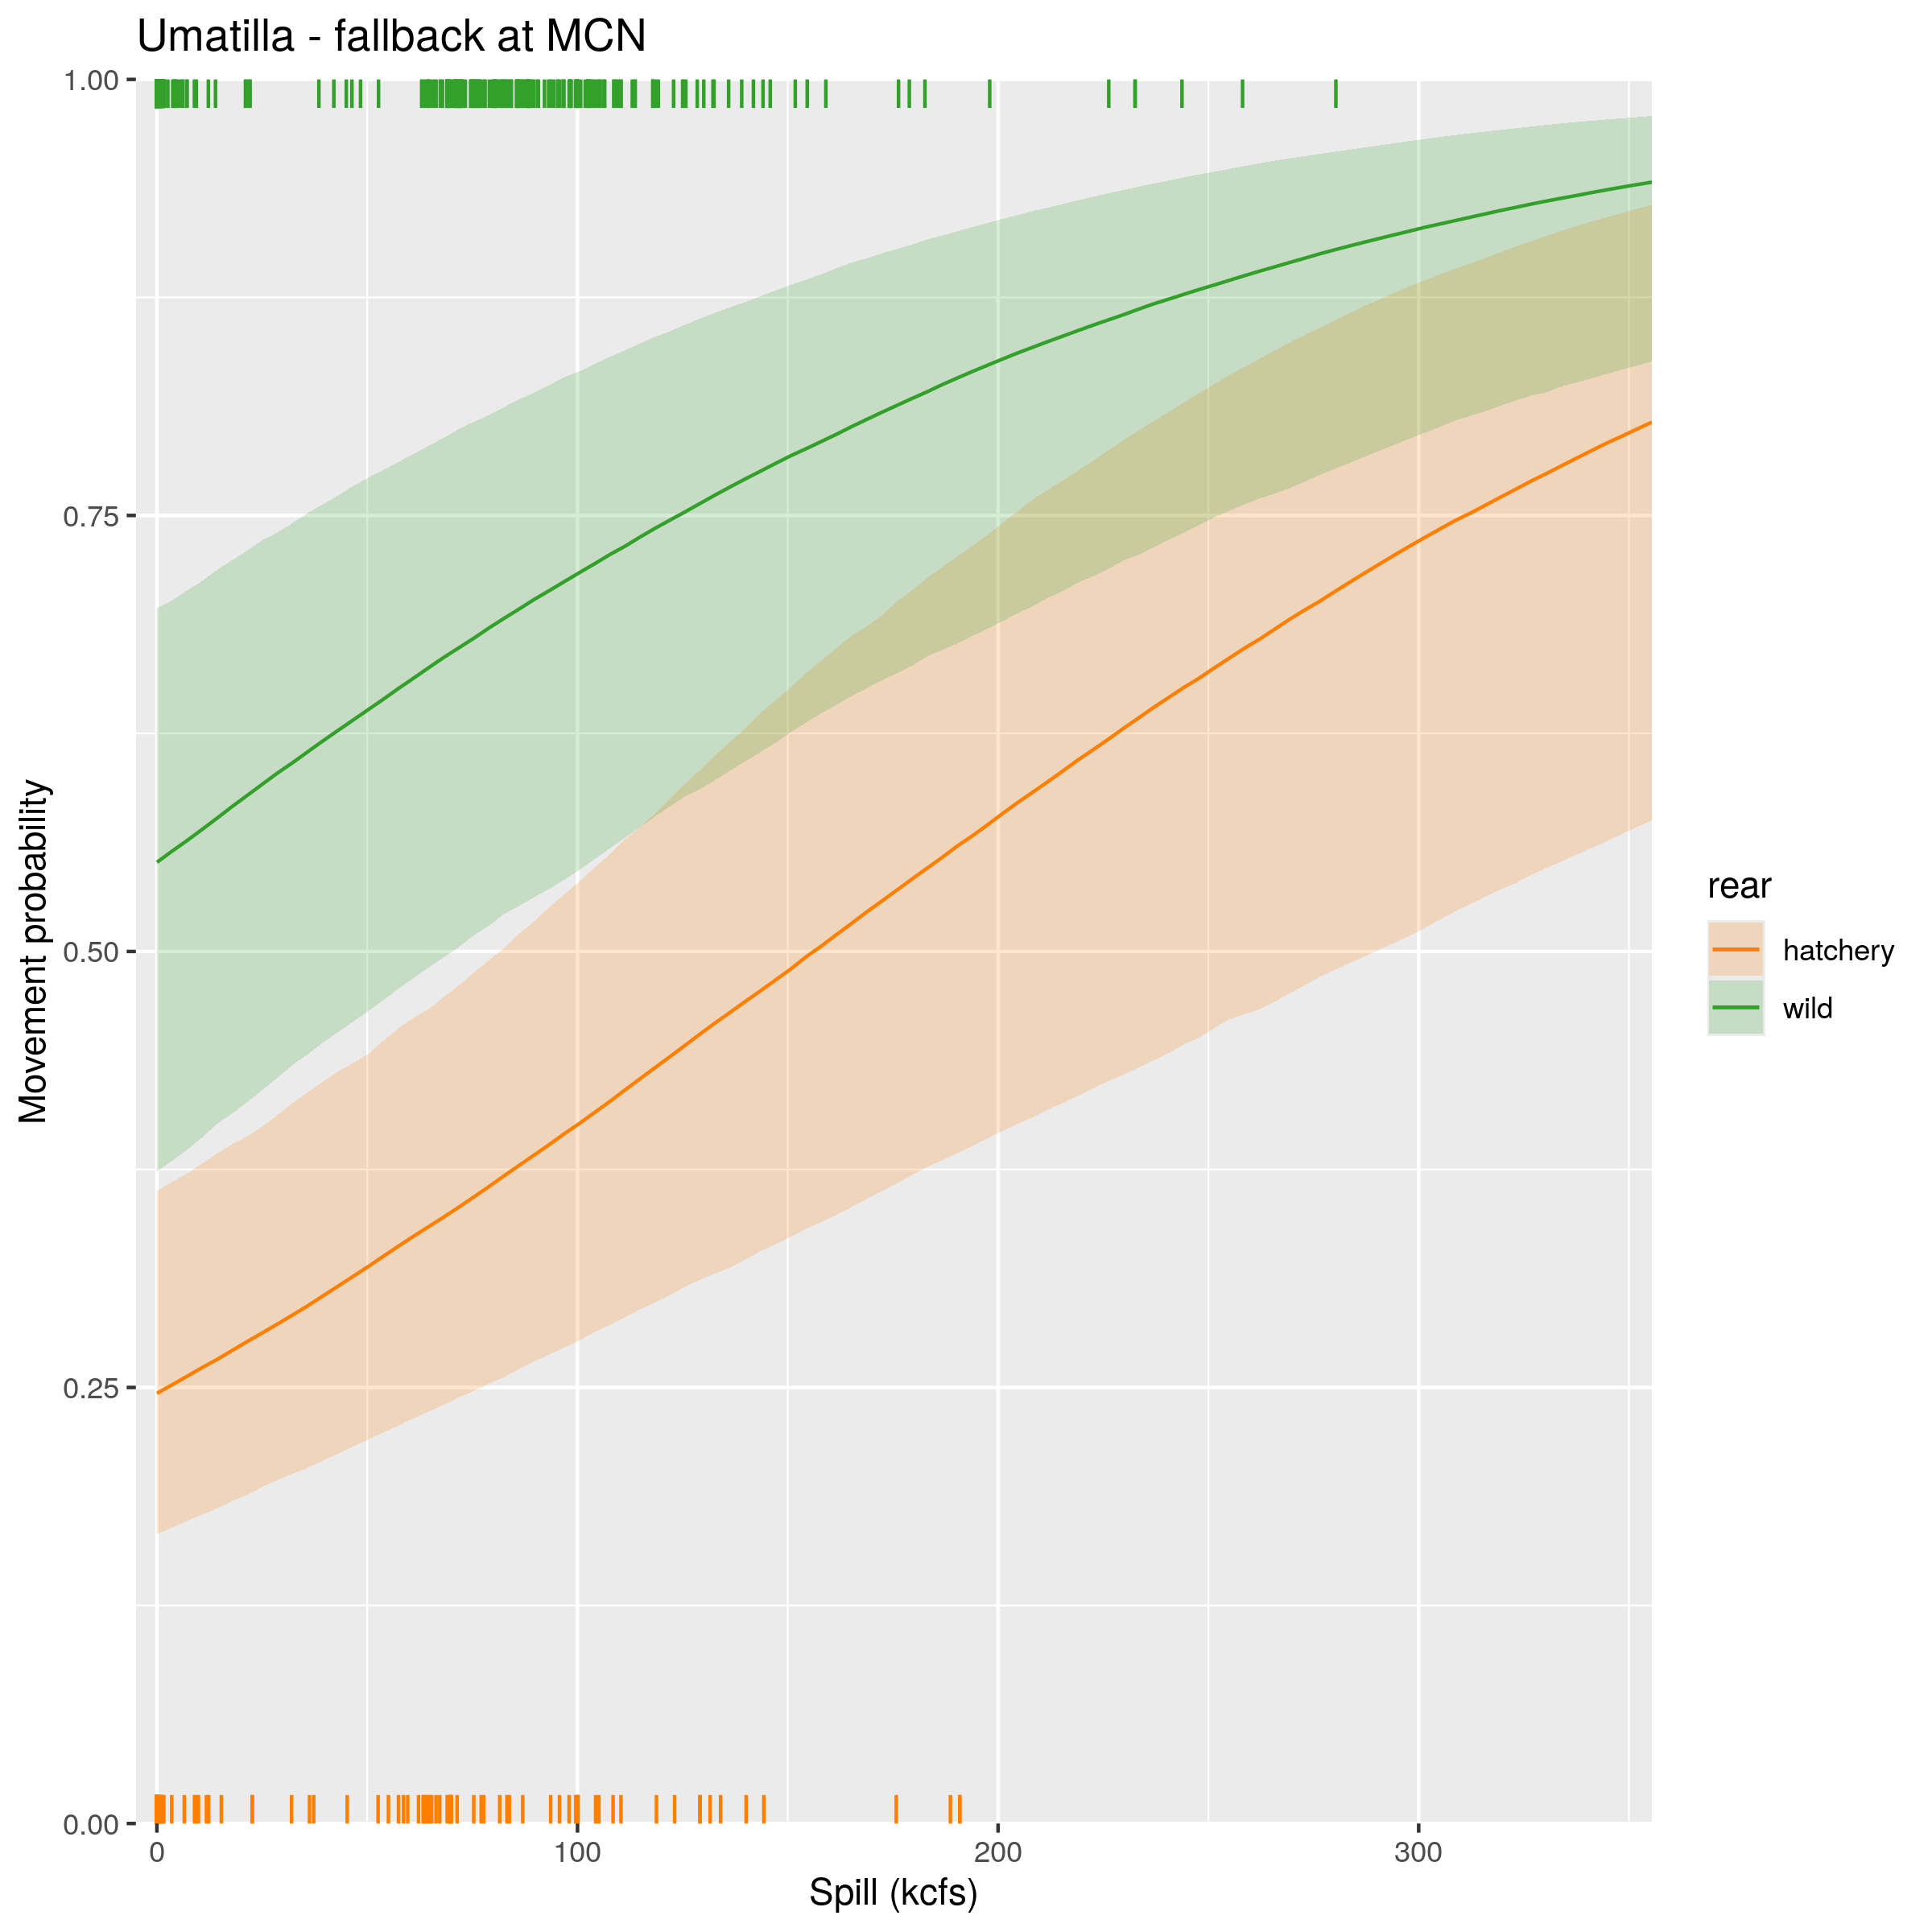 Umatilla - fallback at MCN
1.00
0.75
0.50
0.25
0.00
Movement probability
0 100 200 300
Spill (kcfs)
rear
hatchery
wild